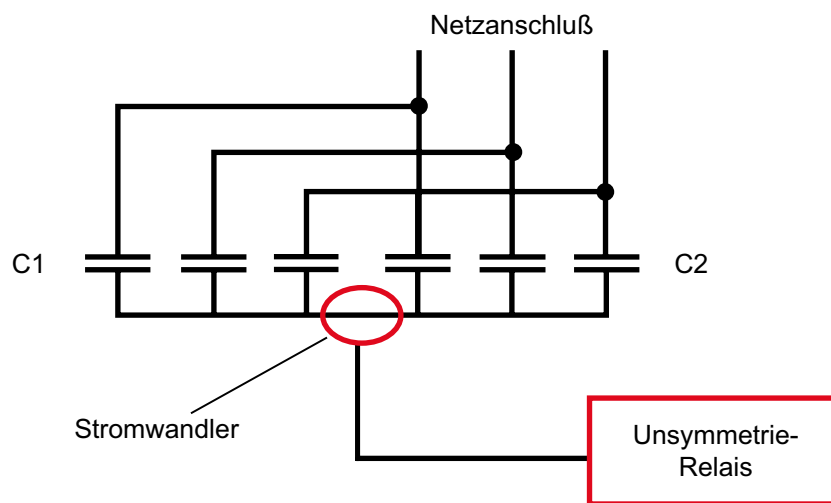 Netzanschluß
C1
C2
Stromwandler
Unsymmetrie-
Relais